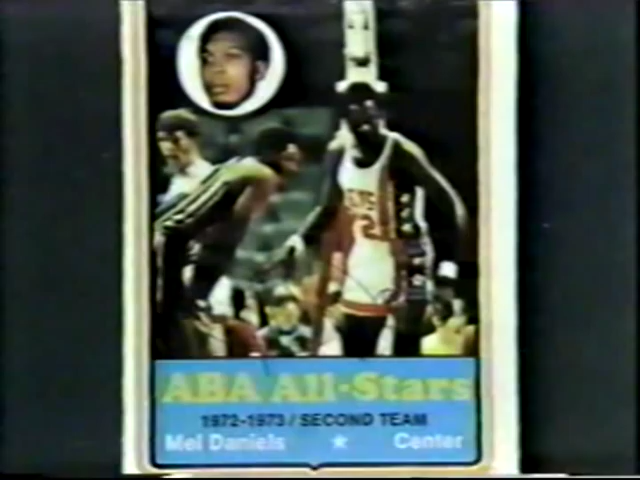 ABA All-Stars
1972-1973 / SECOND TEAM
Mel Daniels ★ Center